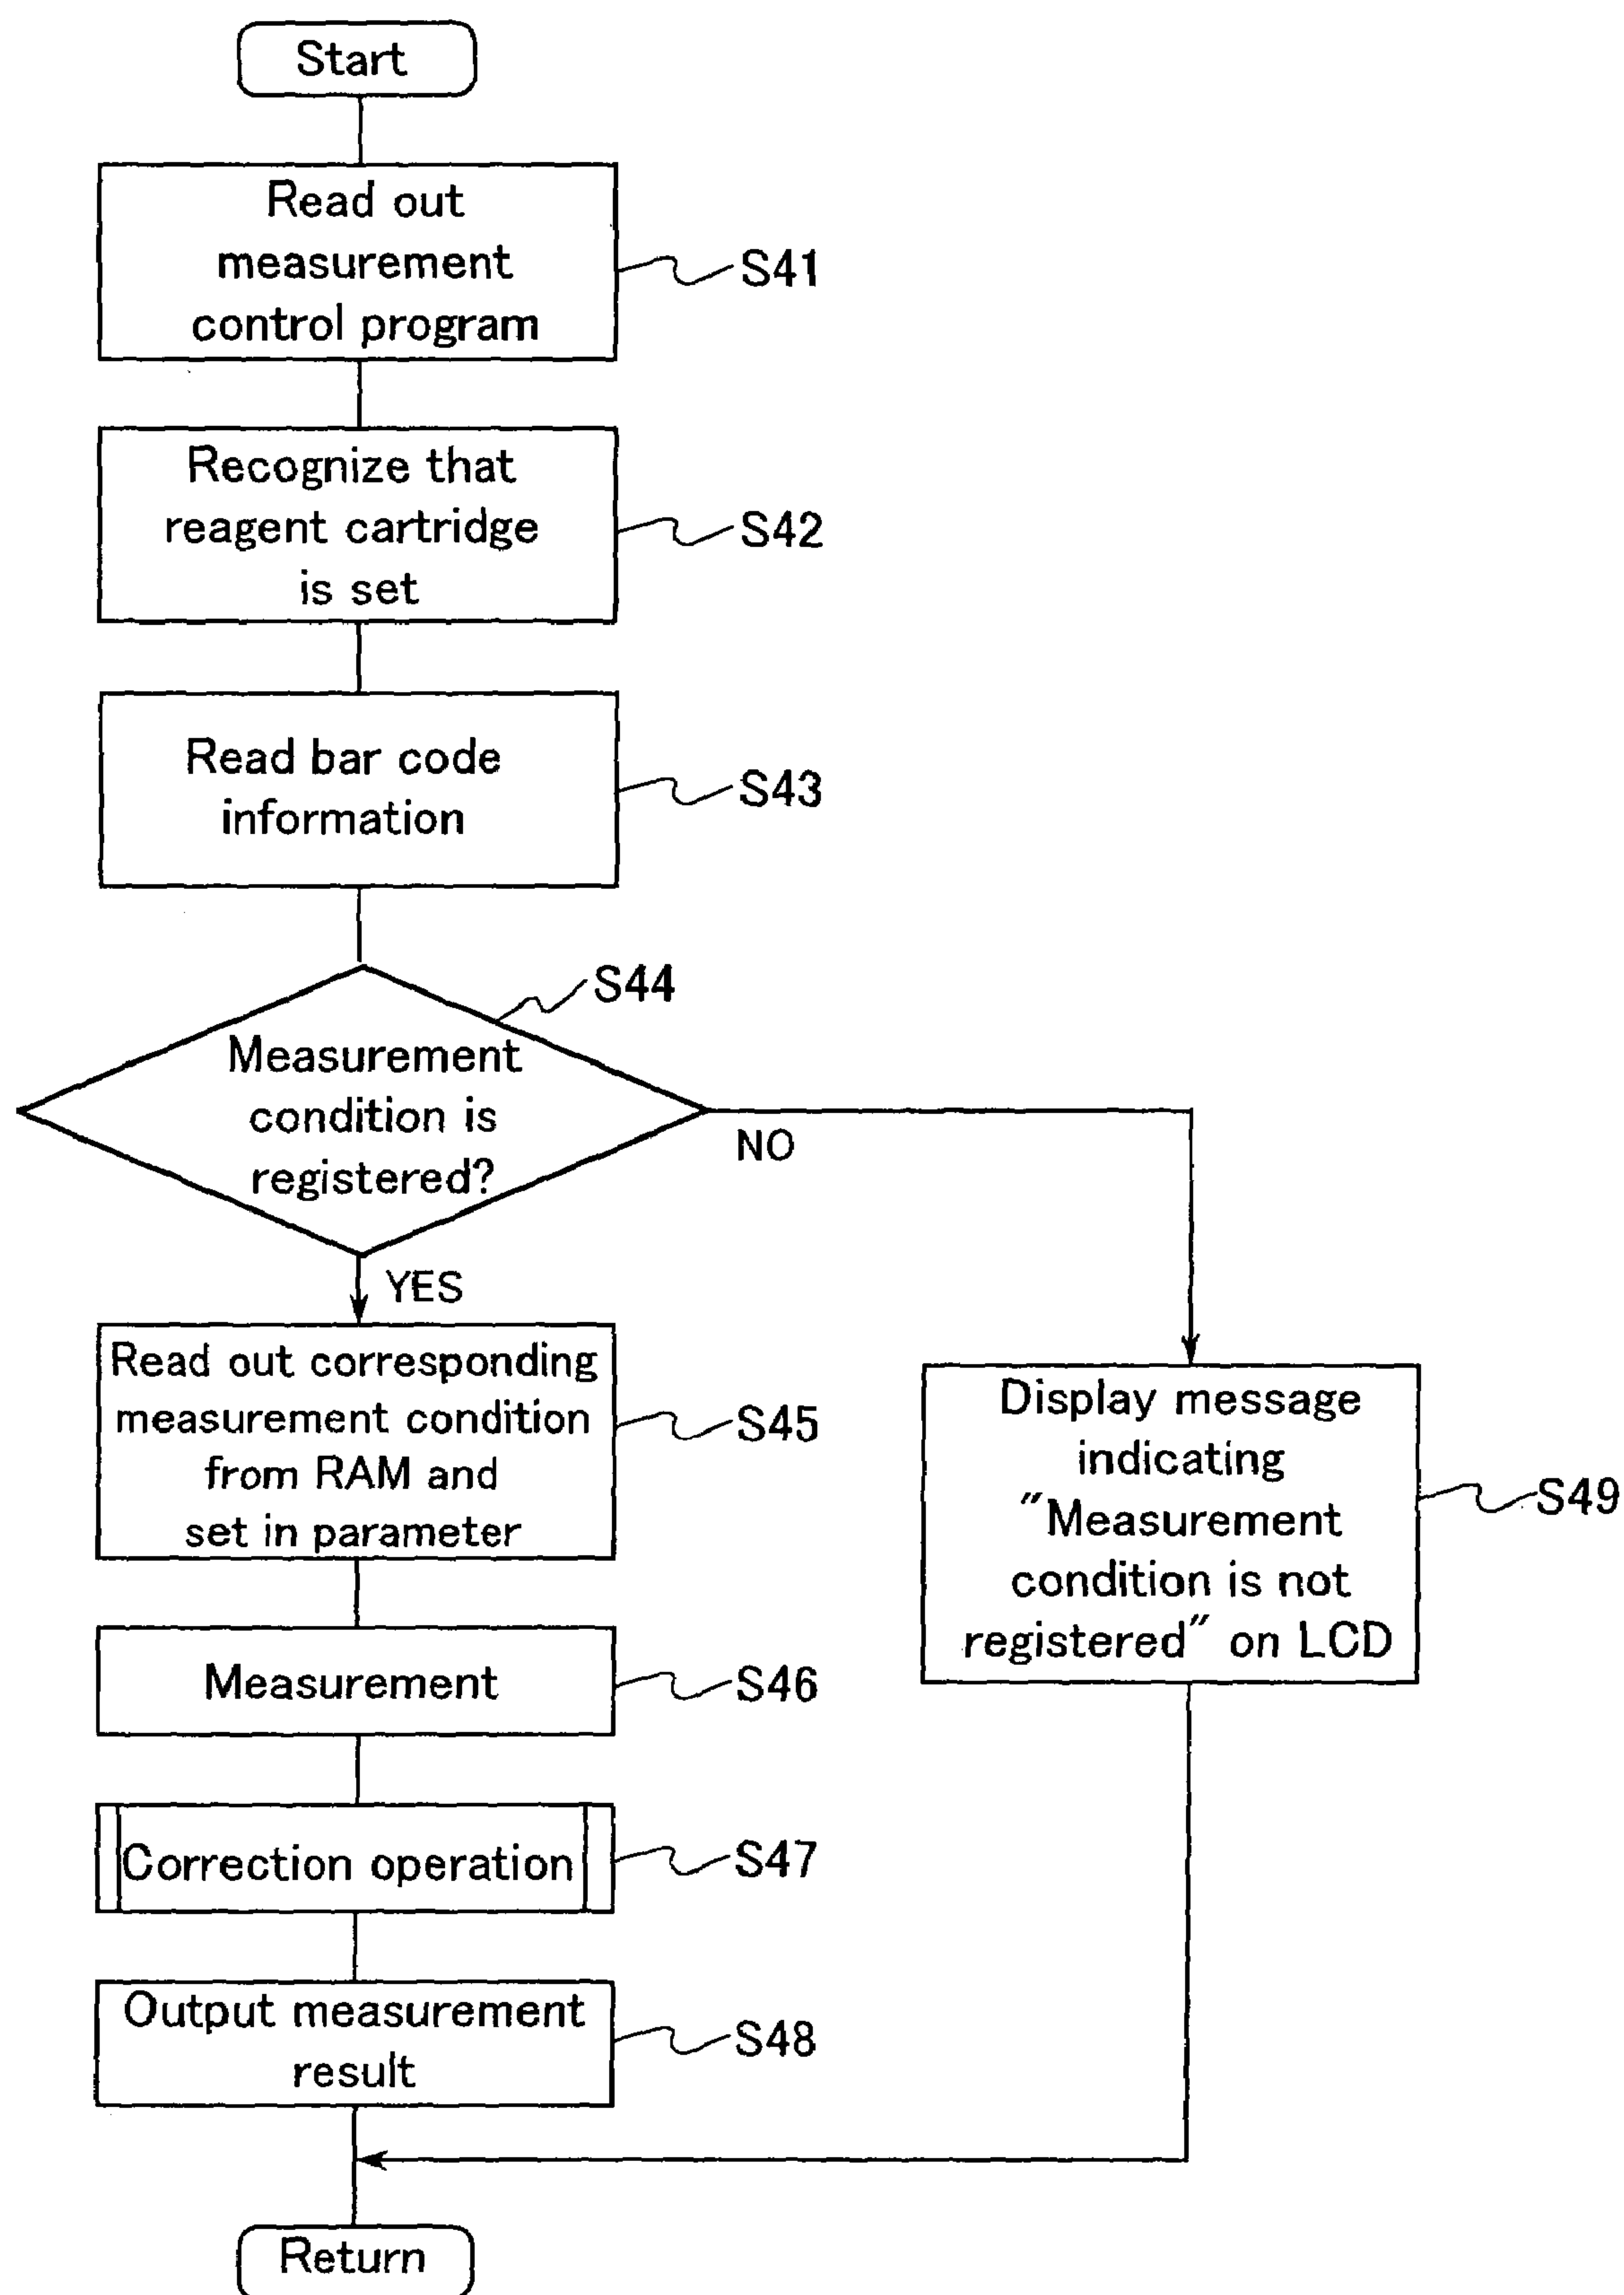 Start
Read out
measurement
control program
S41
Recognize that
reagent cartridge
is set
S42
Read bar code
information
S43
S44
Measurement
condition is
registered?
NO
YES
Read out corresponding
measurement condition
from RAM and
set in parameter
S45
Display message
indicating
"Measurement
condition is not
registered" on LCD
S49
Measurement
S46
Correction operation
S47
Output measurement
result
S48
Return